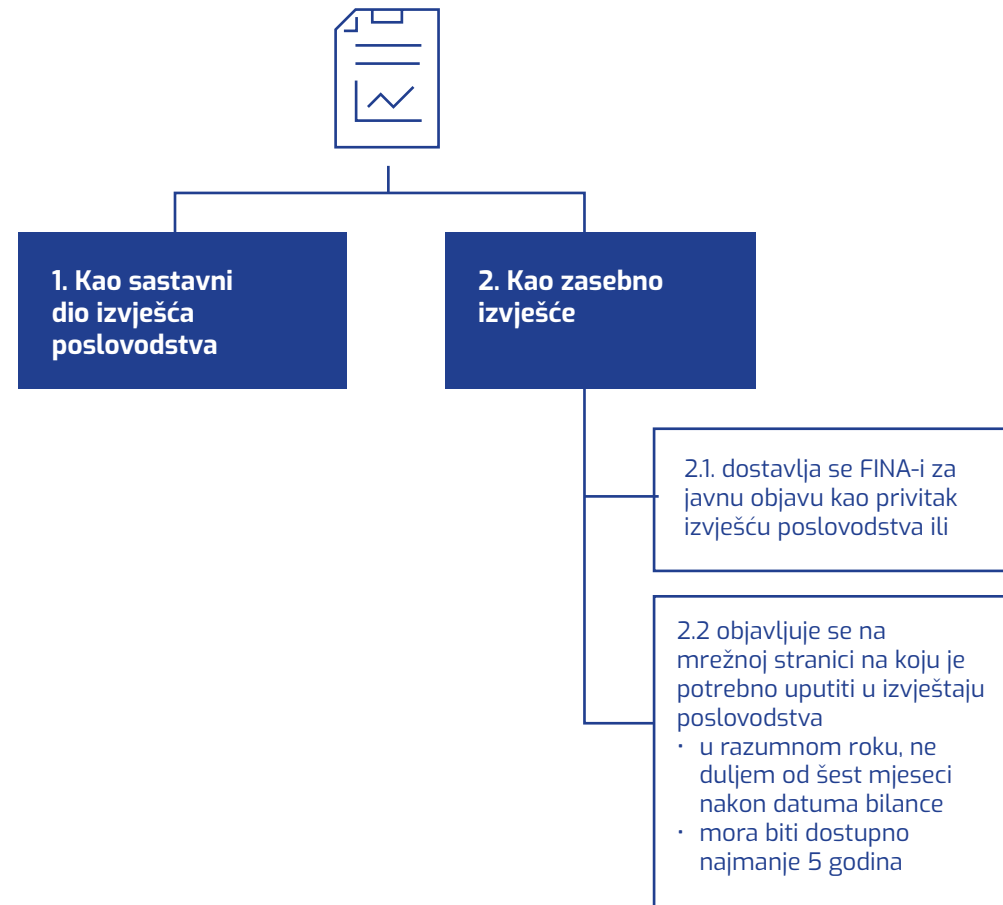 1. Kao sastavni
dio izvješća
poslovodstva
2. Kao zasebno
izvješće
2.1. dostavlja se FINA-i za
javnu objavu kao privitak
izvješću poslovodstva ili
2.2 objavljuje se na
mrežnoj stranici na koju je
potrebno uputiti u izvještaju
poslovodstva
· u razumnom roku, ne
duljem od šest mjeseci
nakon datuma bilance
· mora biti dostupno
najmanje 5 godina